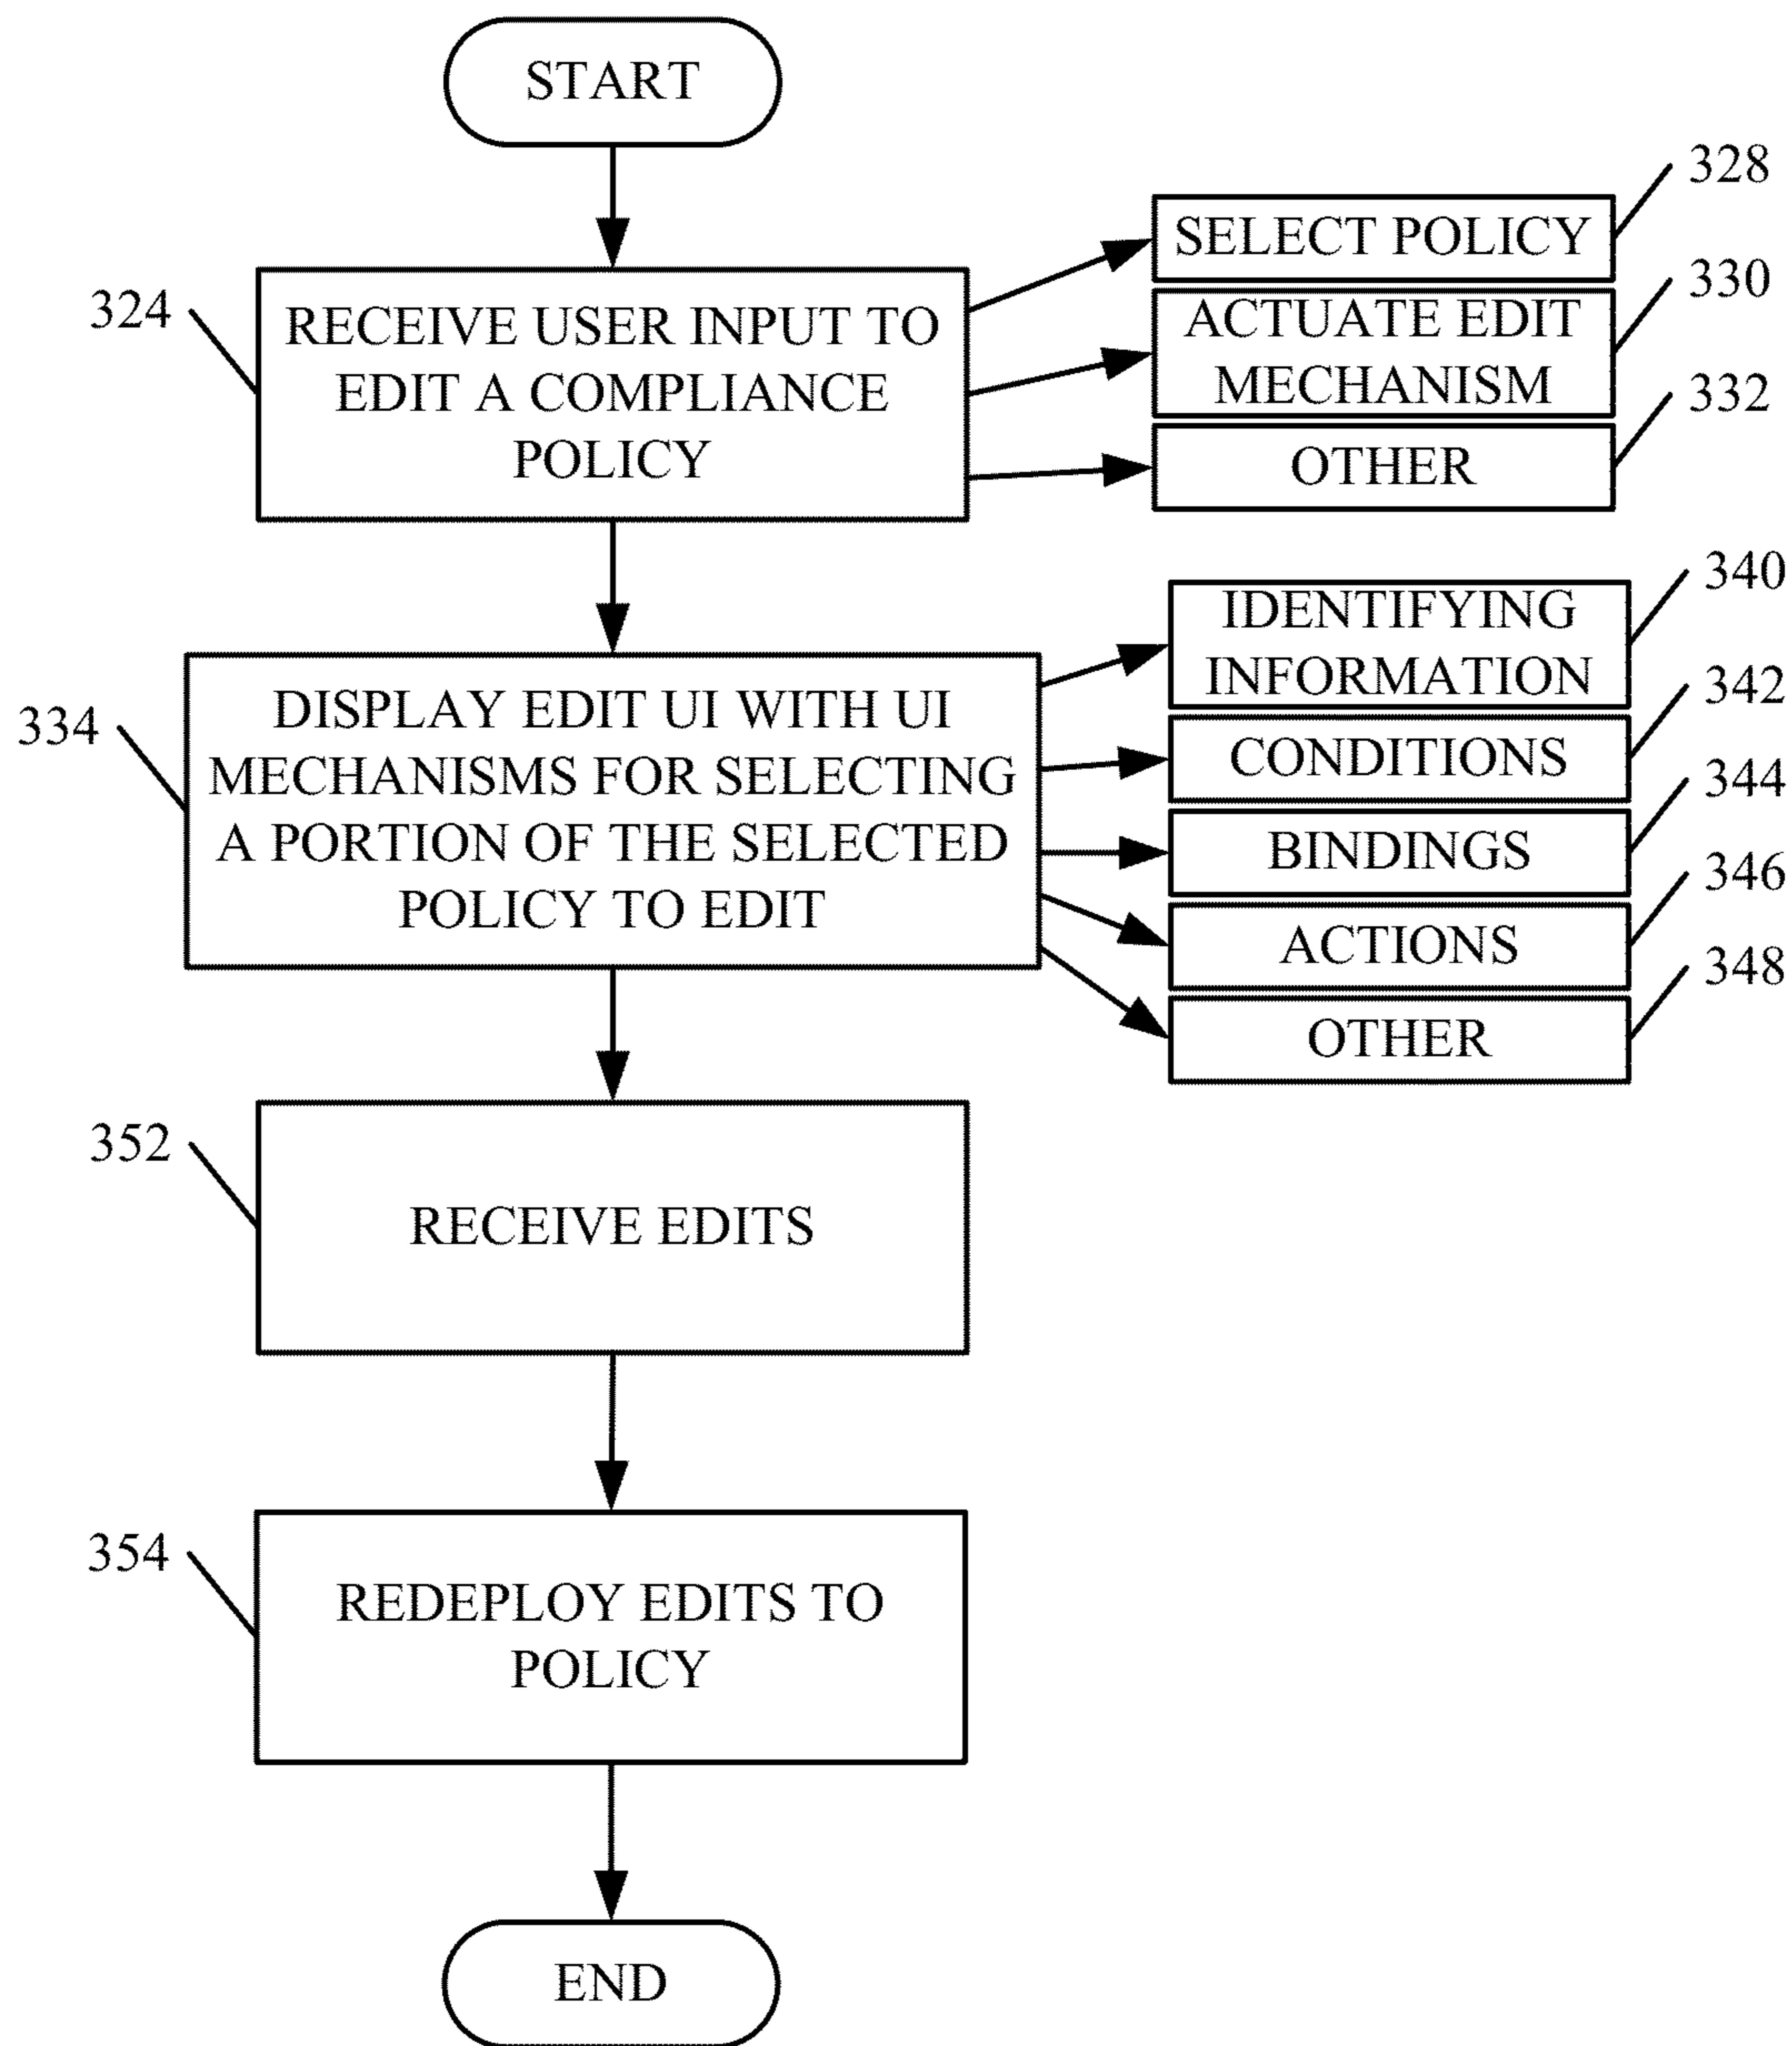 START
328
SELECT POLICY
330
324
RECEIVE USER INPUT TO
EDIT A COMPLIANCE
POLICY
ACTUATE EDIT
MECHANISM
332
OTHER
340
IDENTIFYING
INFORMATION
342
334
DISPLAY EDIT UI WITH UI
MECHANISMS FOR SELECTING
A PORTION OF THE SELECTED
POLICY TO EDIT
CONDITIONS
344
BINDINGS
346
ACTIONS
348
OTHER
352
RECEIVE EDITS
354
REDEPLOY EDITS TO
POLICY
END